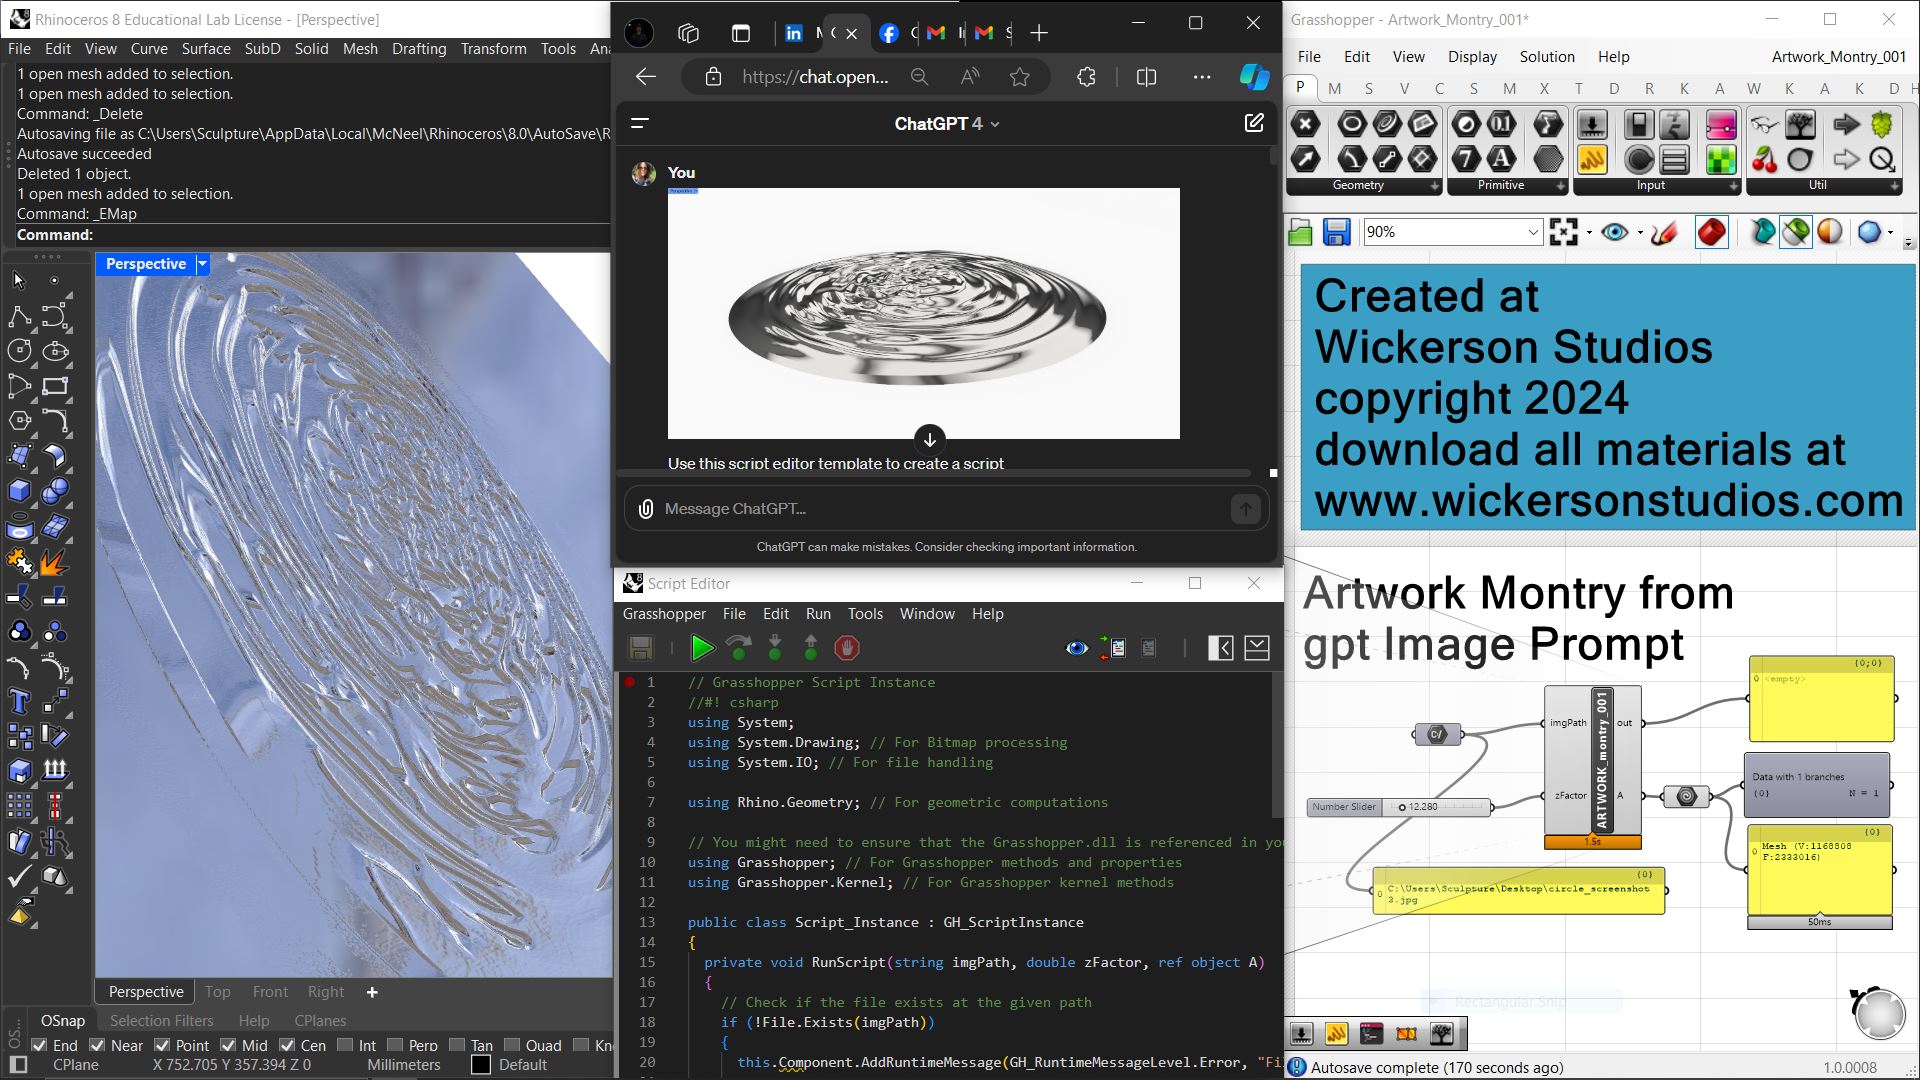 Rhinoceros 8 Educational Lab License - [Perspective]
File Edit View Curve Surface SubD Solid Mesh Drafting Transform Tools Ana
1 open mesh added to selection.
1 open mesh added to selection.
Command: _Delete
Autosaving file as C:\Users\Sculpture\AppData\Local\McNeel\Rhinoceros\8.0\AutoSave\R
Autosave succeeded
Deleted 1 object.
1 open mesh added to selection.
Command: _EMap
Command:
Perspective
Perspective Top Front Right
OSnap Selection Filters Help CPlanes
End Near Point Mid Cen Int Perp Tan Quad Kn
CPlane X 752.705 Y 357.394 Z 0 Millimeters Default
https://chat.open...
ChatGPT 4
You
Use this script editor template to create a script
Message ChatGPT...
ChatGPT can make mistakes. Consider checking important information.
Script Editor
Grasshopper File Edit Run Tools Window Help
1 // Grasshopper Script Instance
2 //#! csharp
3 using System;
4 using System.Drawing; // For Bitmap processing
5 using System.IO; // For file handling
6
7 using Rhino.Geometry; // For geometric computations
8
9 // You might need to ensure that the Grasshopper.dll is referenced in yo
10 using Grasshopper; // For Grasshopper methods and properties
11 using Grasshopper.Kernel; // For Grasshopper kernel methods
12
13 public class Script_Instance : GH_ScriptInstance
14 {
15 private void RunScript(string imgPath, double zFactor, ref object A)
16 {
17 // Check if the file exists at the given path
18 if (!File.Exists(imgPath))
19 {
20 this.Component.AddRuntimeMessage(GH_RuntimeMessageLevel.Error, "Fi
Grasshopper - Artwork_Montry_001*
File Edit View Display Solution Help Artwork_Montry_001
P M S V C S M X T D R K A W K A K D H
Geometry Primitive Input Util
90%
Created at
Wickerson Studios
copyright 2024
download all materials at
www.wickersonstudios.com
Artwork Montry from
gpt Image Prompt
{0;0}
0 <empty>
imgPath out
zFactor A
ARTWORK_montry_001
1.5s
Number Slider 12.280
Data with 1 branches
{0} N = 1
{0}
0 Mesh (V:1168808
F:2333016)
50ms
{0}
0 C:\Users\Sculpture\Desktop\circle_screenshot
Rectangular Snip
Autosave complete (170 seconds ago)
1.0.0008